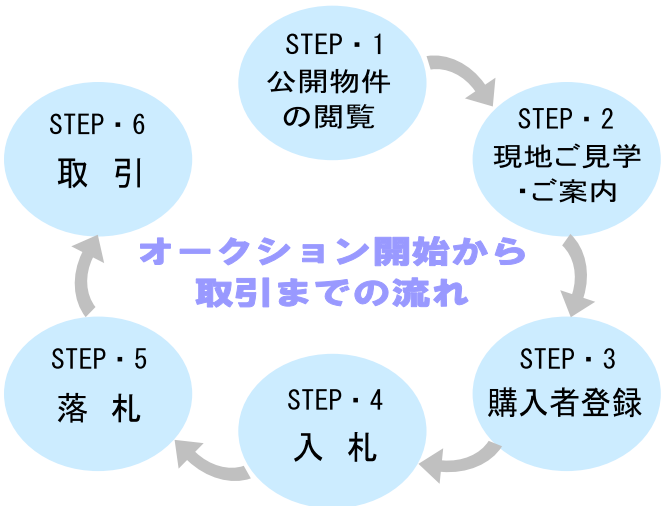 STEP・1
公開物件
の閲覧
STEP・2
現地ご見学
・ご案内
STEP・3
購入者登録
STEP・4
入 札
STEP・5
落 札
STEP・6
取 引
オークション開始から
取引までの流れ